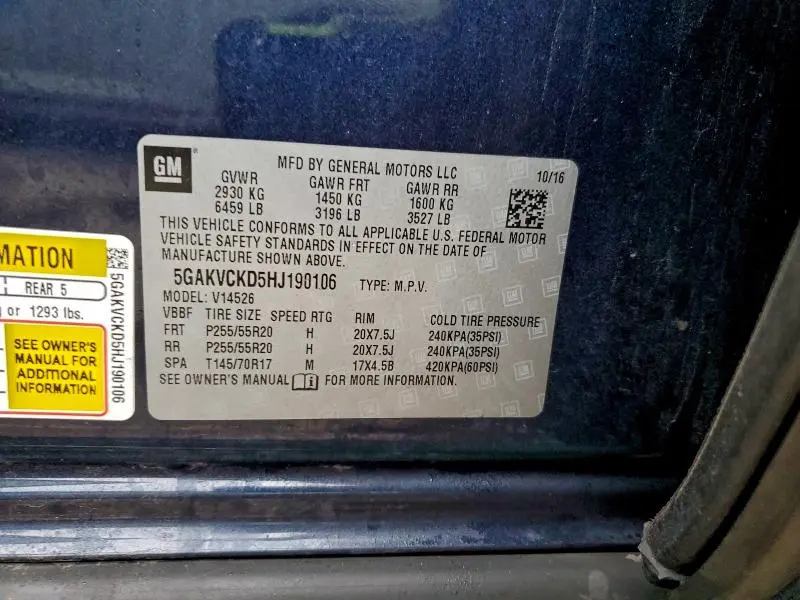 GM
MFD BY GENERAL MOTORS LLC
10/16
GVWR GAWR FRT GAWR RR
2930 KG 1450 KG 1600 KG
6459 LB 3196 LB 3527 LB
THIS VEHICLE CONFORMS TO ALL APPLICABLE U.S. FEDERAL MOTOR
VEHICLE SAFETY STANDARDS IN EFFECT ON THE DATE OF
MANUFACTURE SHOWN ABOVE.
5GAKVCKD5HJ190106 TYPE: M.P.V.
MODEL: V14526
VBBF TIRE SIZE SPEED RTG RIM COLD TIRE PRESSURE
FRT P255/55R20 H 20X7.5J 240KPA(35PSI)
RR P255/55R20 H 20X7.5J 240KPA(35PSI)
SPA T145/70R17 M 17X4.5B 420KPA(60PSI)
SEE OWNER'S MANUAL FOR MORE INFORMATION.
MATION
REAR 5
or 1293 lbs.
SEE OWNER'S
MANUAL FOR
ADDITIONAL
INFORMATION
5GAKVCKD5HJ190106